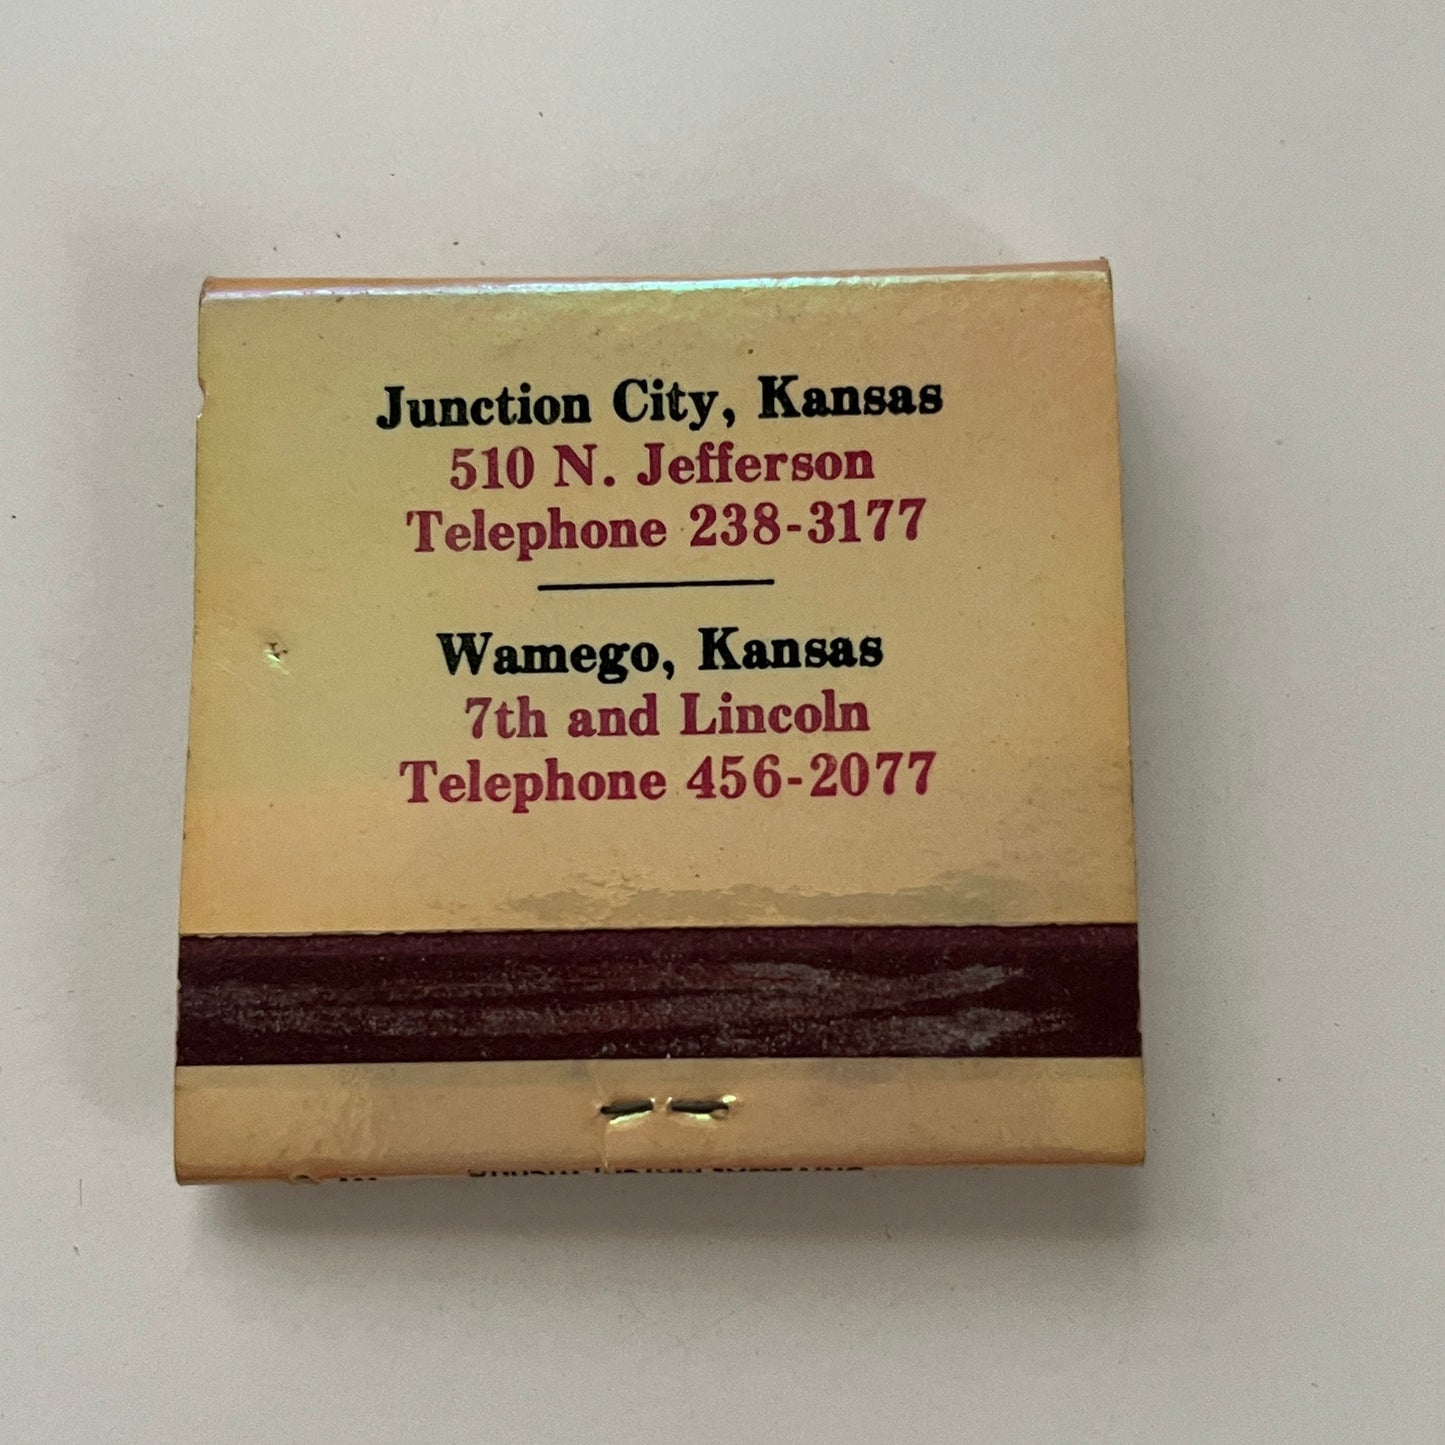 Junction City, Kansas
510 N. Jefferson
Telephone 238-3177
Wamego, Kansas
7th and Lincoln
Telephone 456-2077